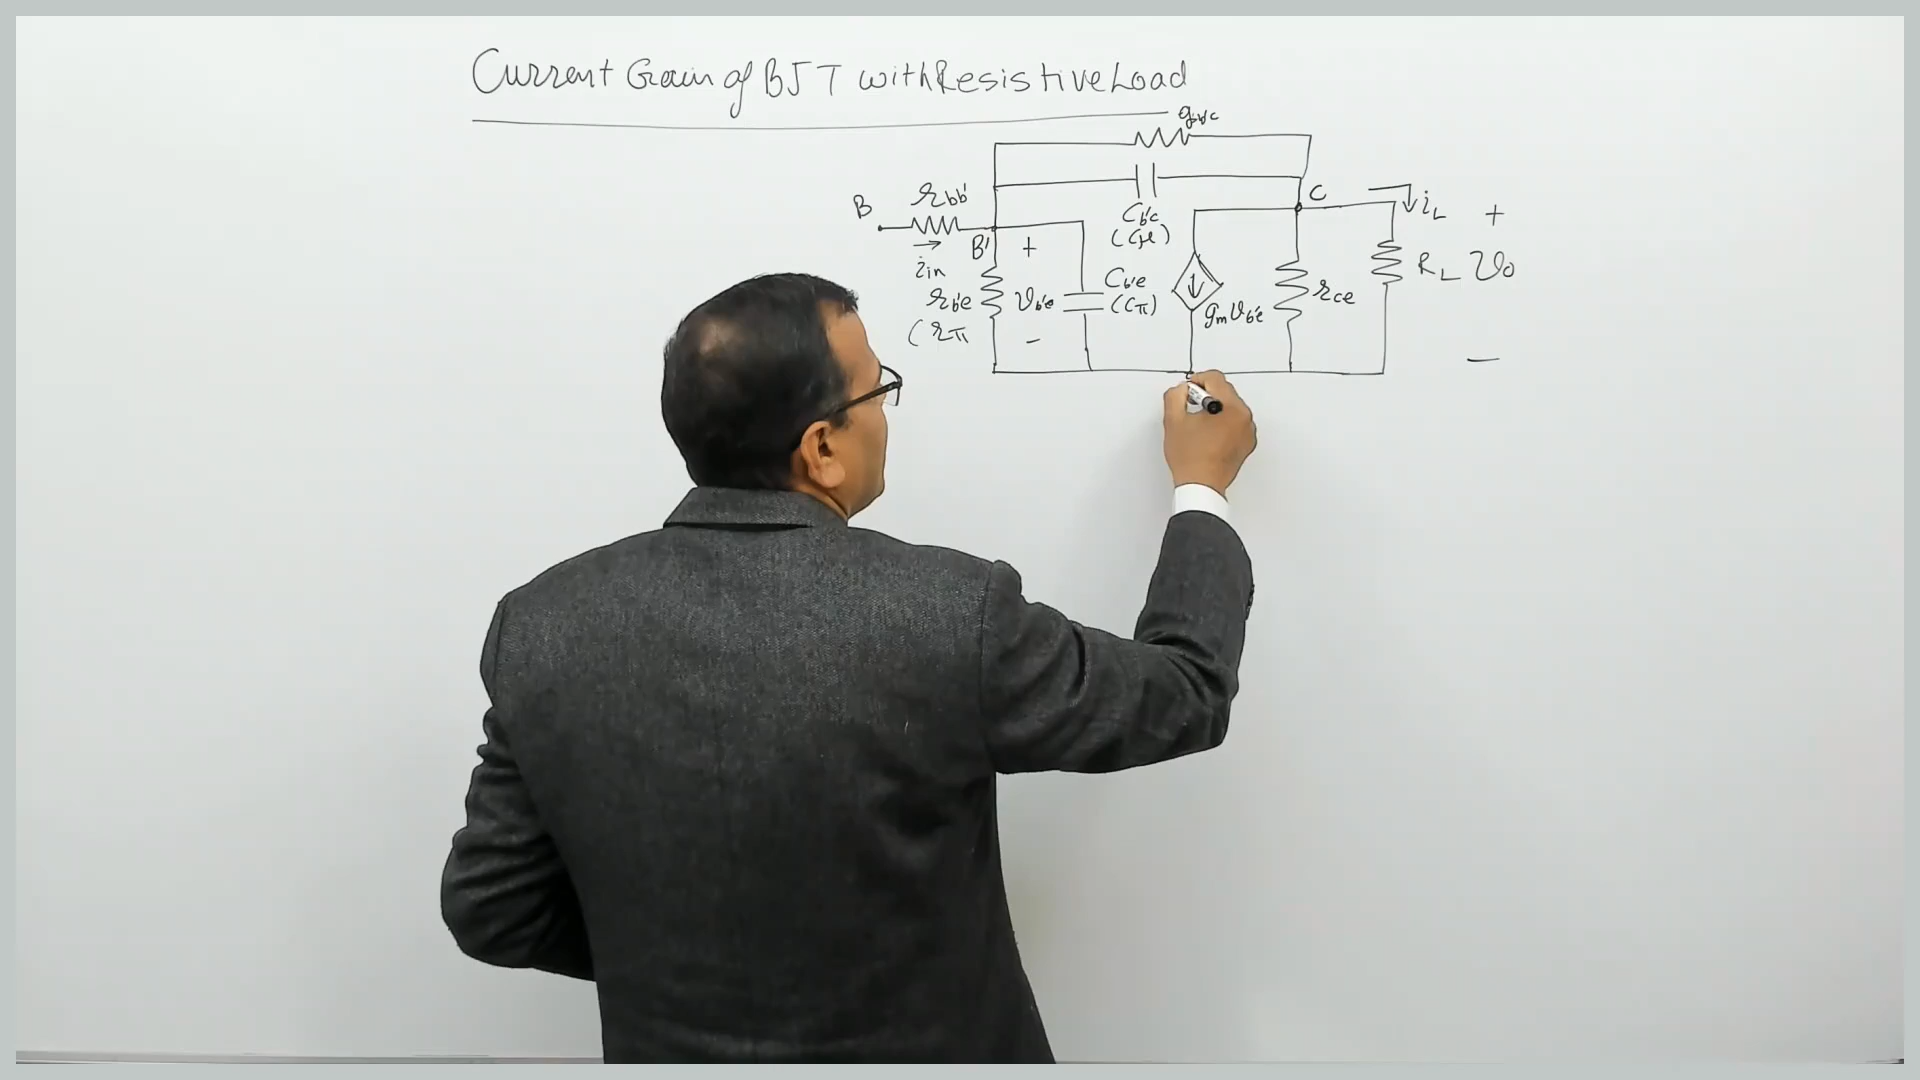 Current Gain of BJT with Resistive Load
gb'c
B
rbb'
C
iL
+
Cb'c
(Cμ)
B'
+
iin
RL
vo
rb'e
vb'e
Cb'e
(Cπ)
rce
(rπ
gmvb'e
−
−